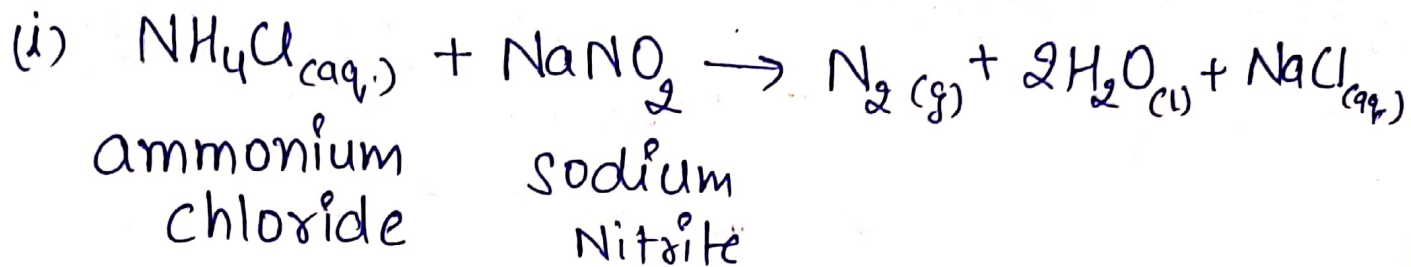 (i) NH₄Cl(aq.) + NaNO₂ → N₂(g) + 2H₂O(l) + NaCl(aq.)
ammonium sodium
chloride Nitrite